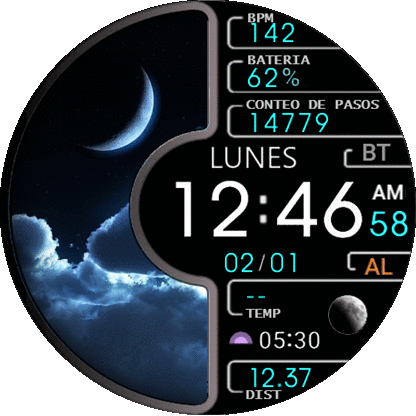 BPM
142
BATERIA
62%
CONTEO DE PASOS
14779
LUNES
BT
12:46 AM 58
02/01
AL
--
TEMP
05:30
12.37
DIST